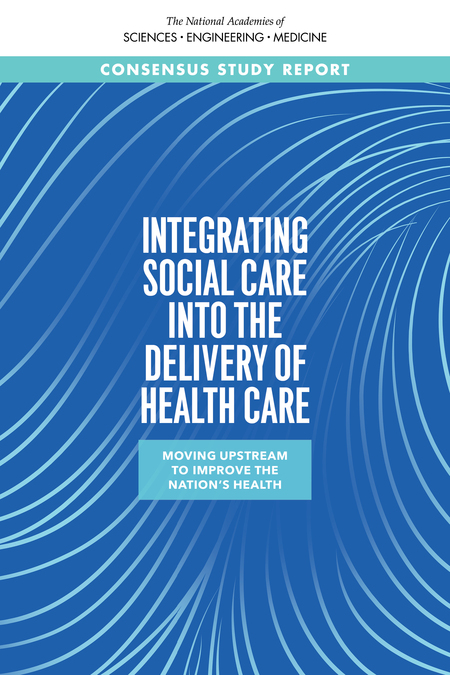 The National Academies of
SCIENCES • ENGINEERING • MEDICINE
CONSENSUS STUDY REPORT
INTEGRATING
SOCIAL CARE
INTO THE
DELIVERY OF
HEALTH CARE
MOVING UPSTREAM
TO IMPROVE THE
NATION'S HEALTH